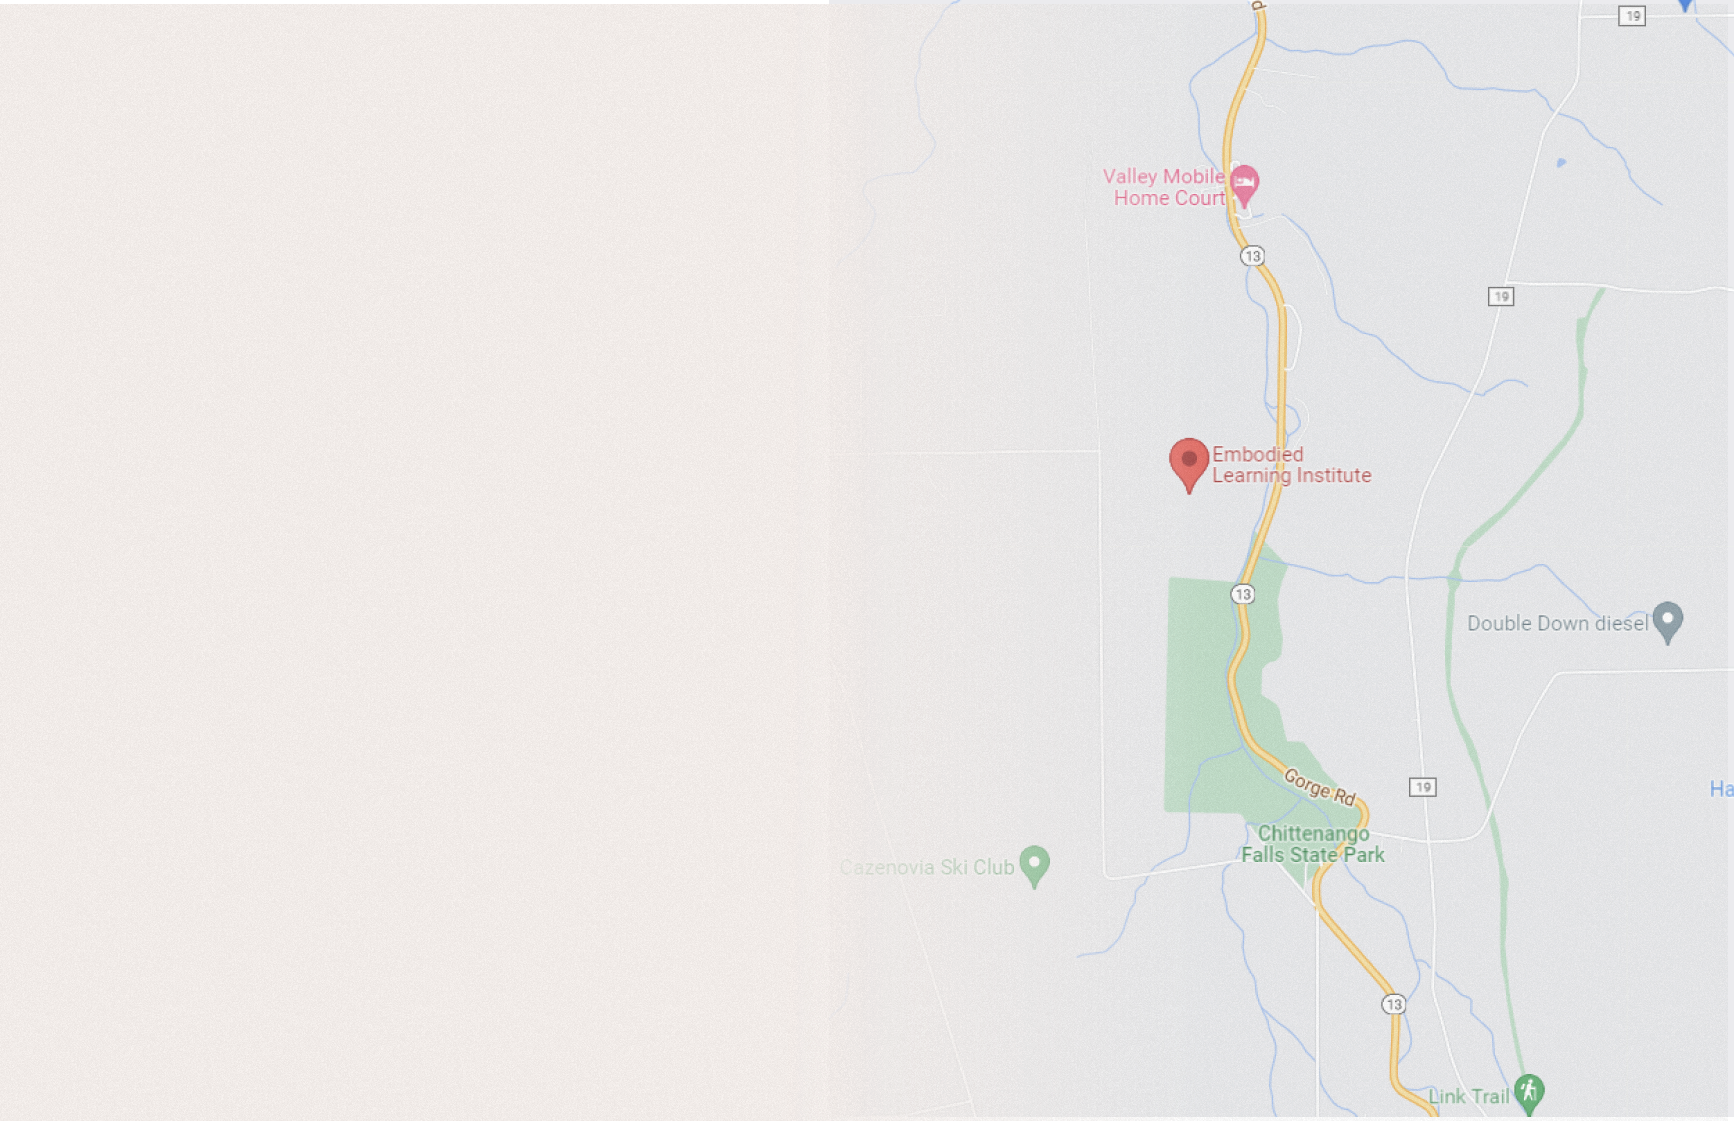 19
Valley Mobile
Home Court
13
19
Embodied
Learning Institute
13
Double Down diesel
Gorge Rd
19
Ha
Chittenango
Falls State Park
Cazenovia Ski Club
13
Link Trail